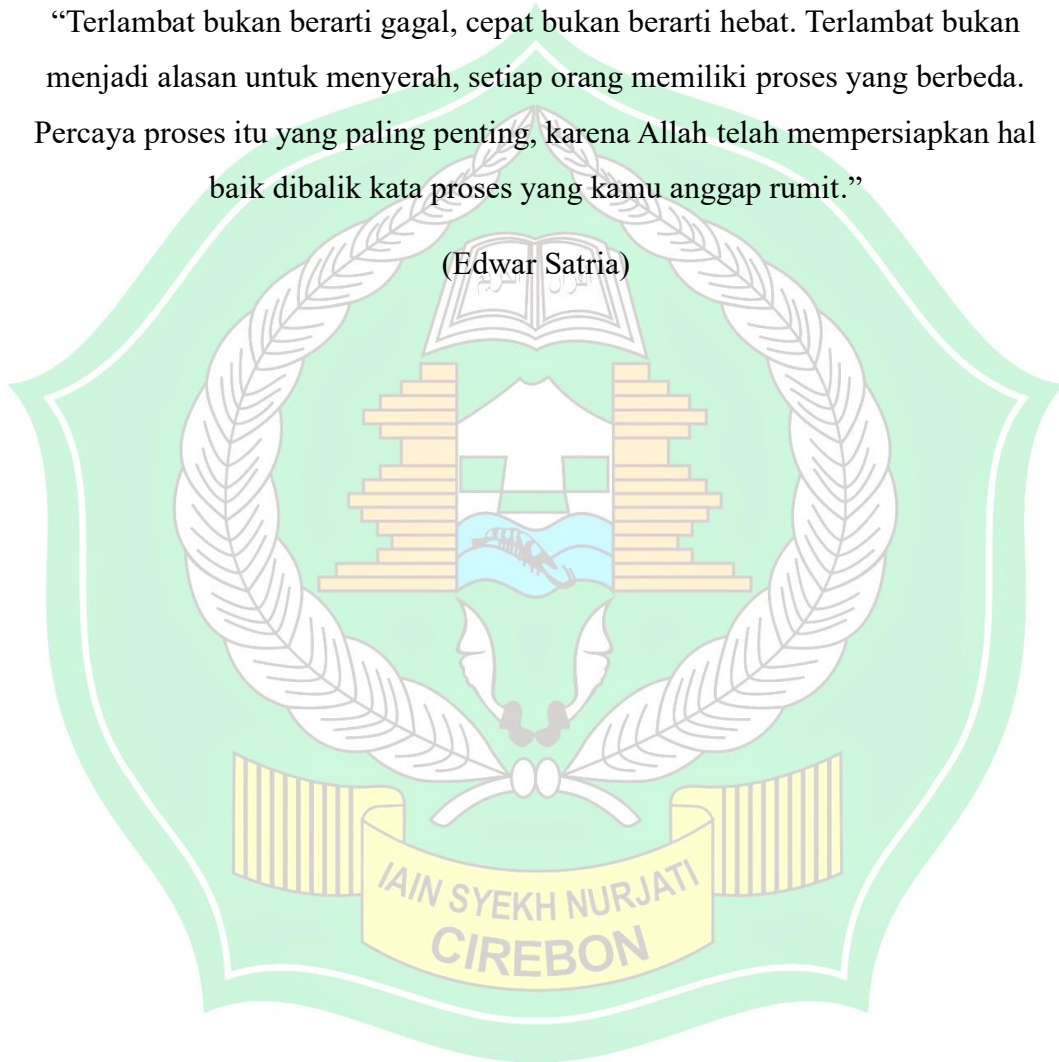 “Terlambat bukan berarti gagal, cepat bukan berarti hebat. Terlambat bukan
menjadi alasan untuk menyerah, setiap orang memiliki proses yang berbeda.
Percaya proses itu yang paling penting, karena Allah telah mempersiapkan hal
baik dibalik kata proses yang kamu anggap rumit.”
(Edwar Satria)
القرآن الكريم
IAIN SYEKH NURJATI
CIREBON